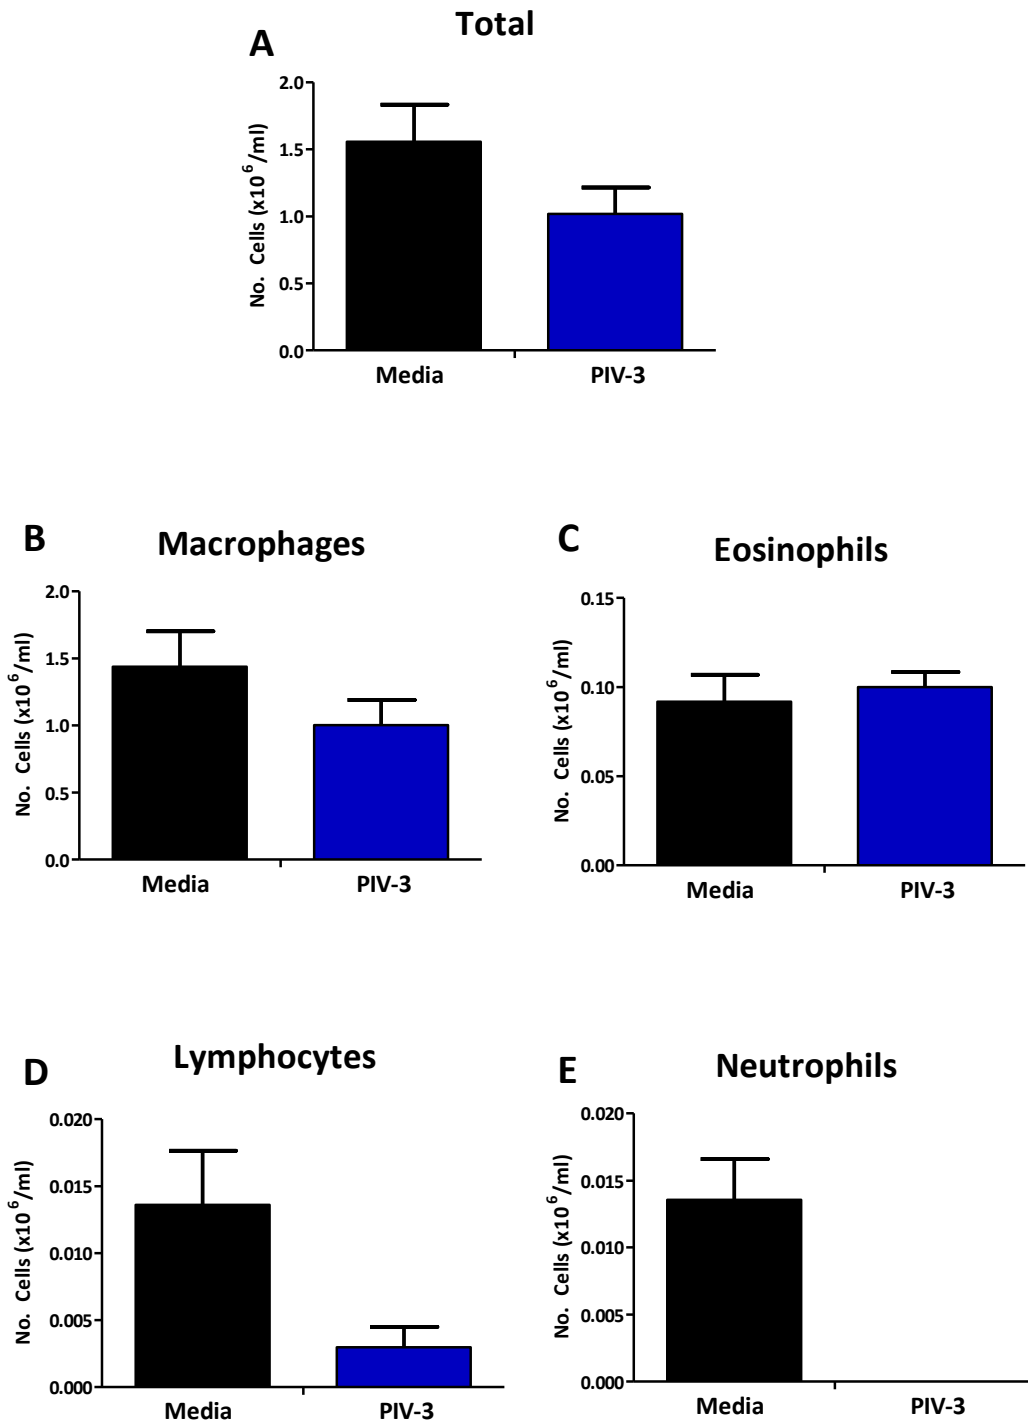 Total
A
No. Cells (x10⁶/ml)
2.0
1.5
1.0
0.5
0.0
Media PIV-3
B
Macrophages
No. Cells (x10⁶/ml)
2.0
1.5
1.0
0.5
0.0
Media PIV-3
C
Eosinophils
No. Cells (x10⁶/ml)
0.15
0.10
0.05
0.00
Media PIV-3
D
Lymphocytes
No. Cells (x10⁶/ml)
0.020
0.015
0.010
0.005
0.000
Media PIV-3
E
Neutrophils
No. Cells (x10⁶/ml)
0.020
0.015
0.010
0.005
0.000
Media PIV-3